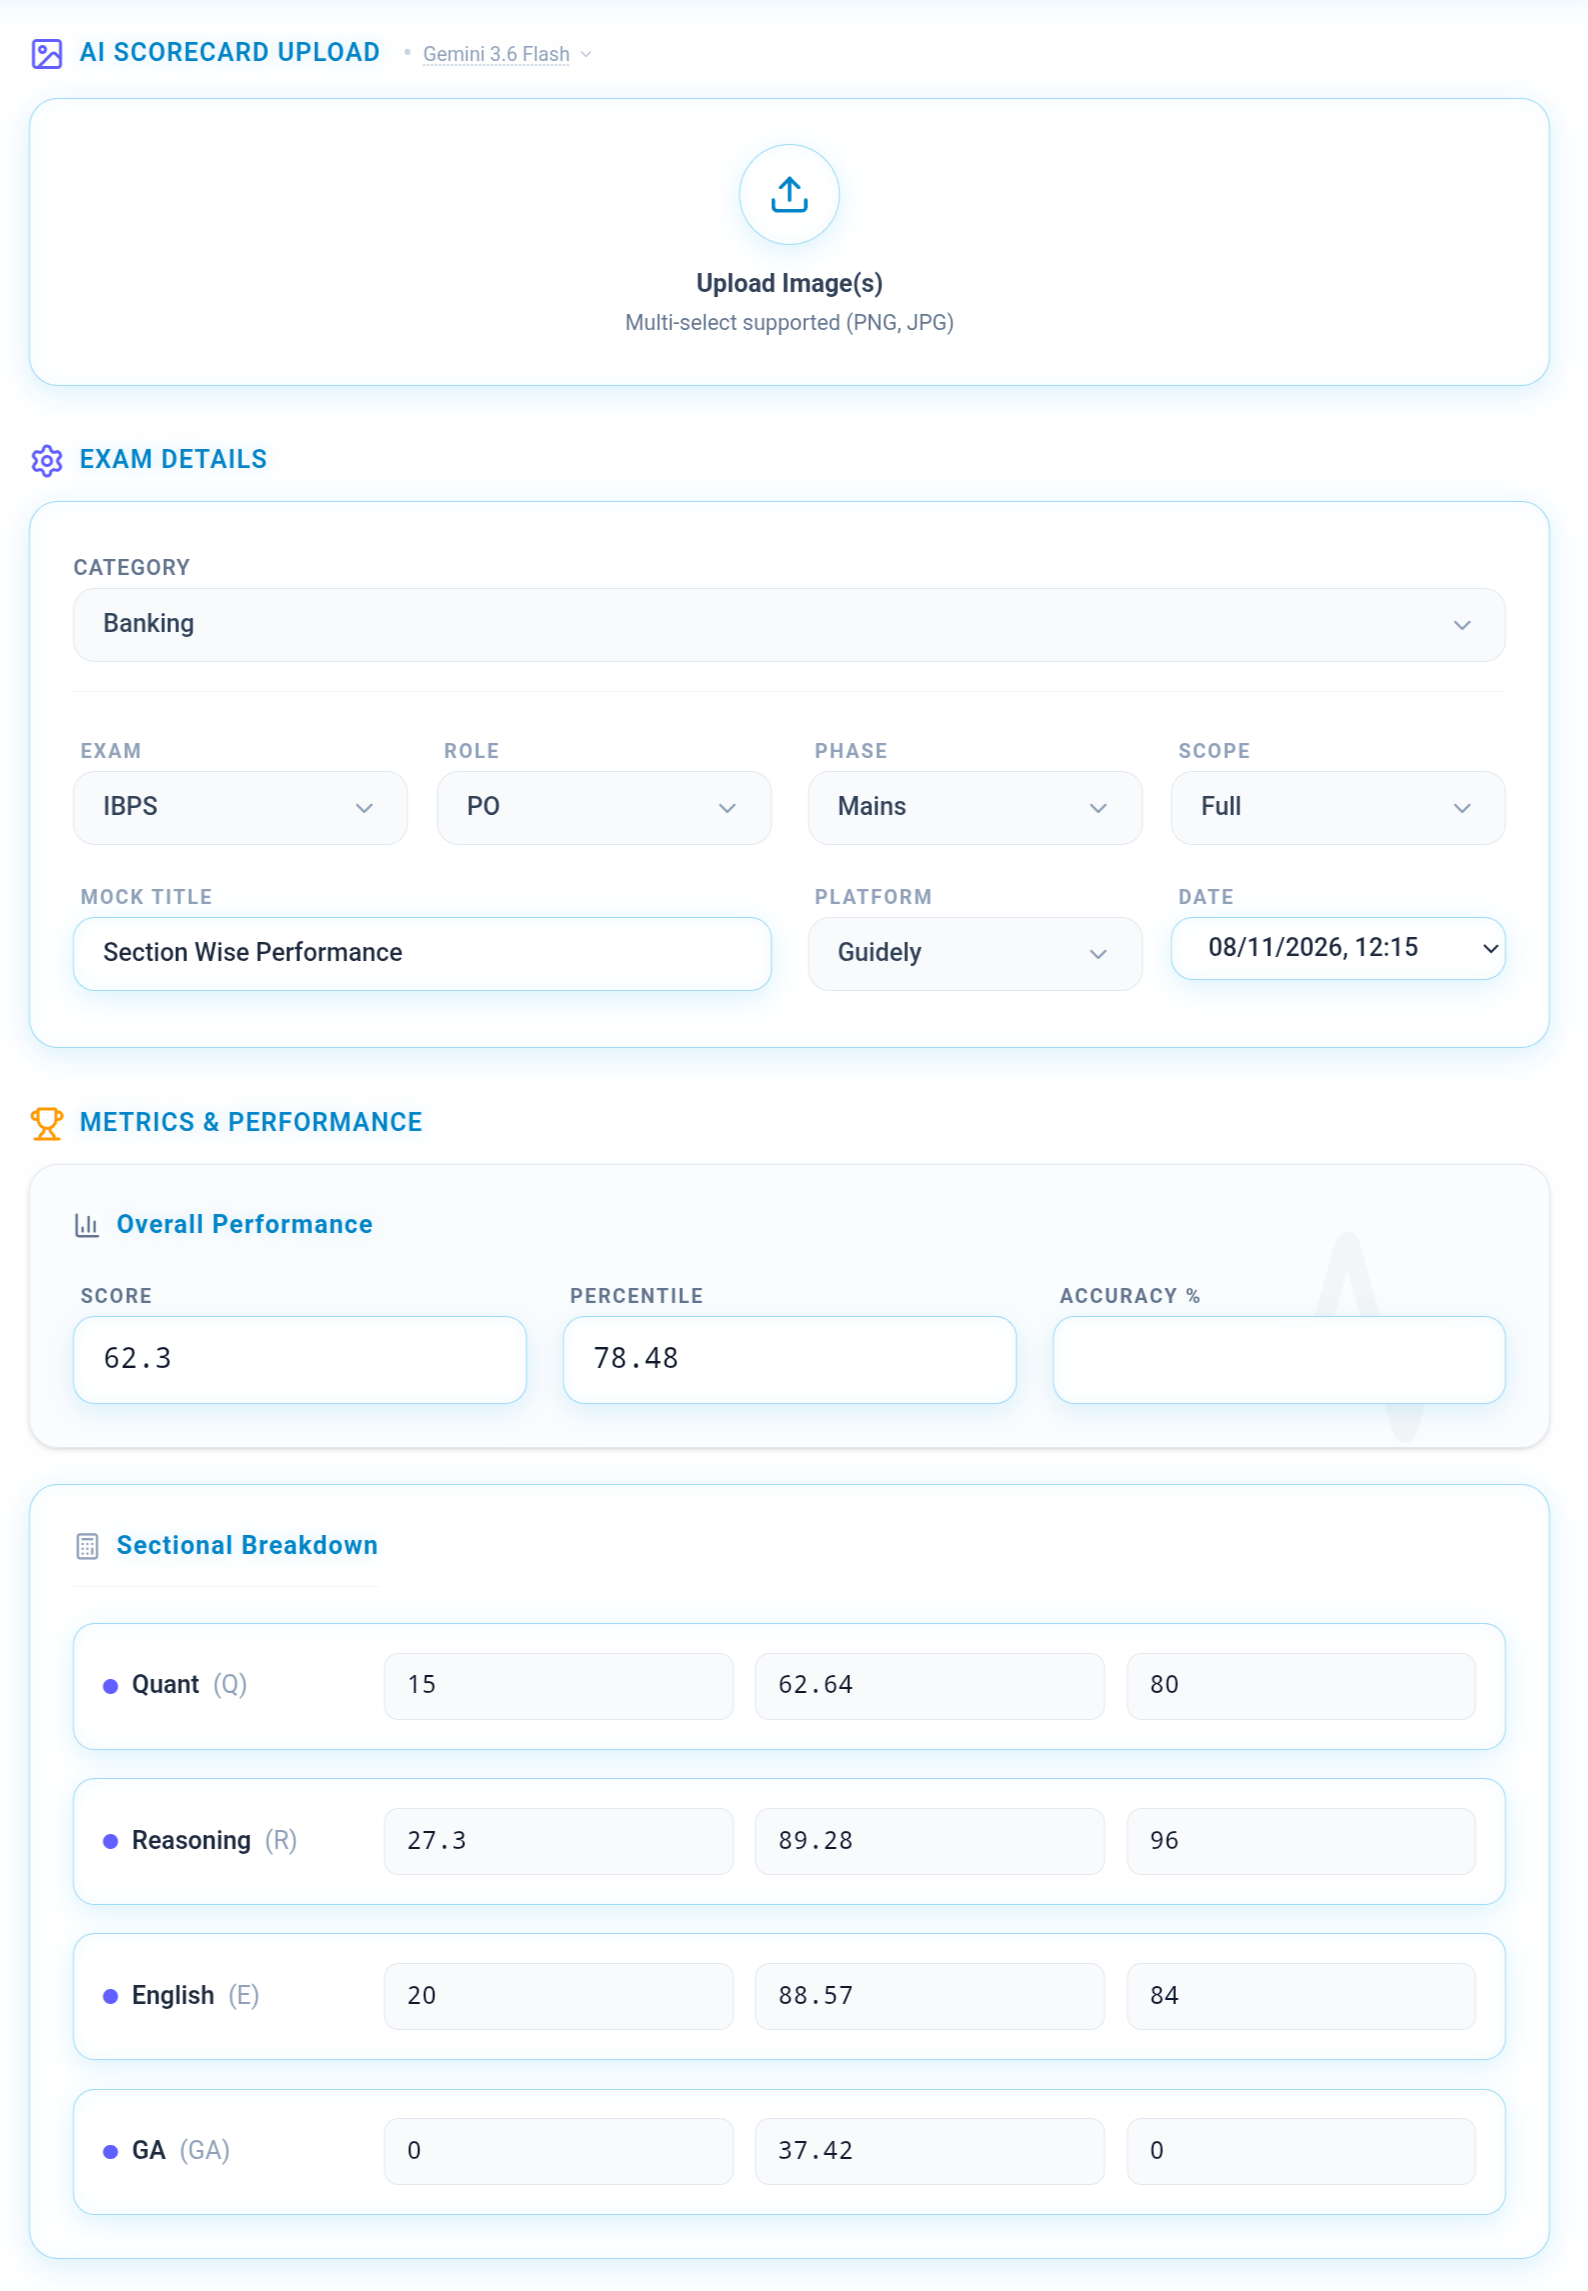 AI SCORECARD UPLOAD • Gemini 3.6 Flash
Upload Image(s)
Multi-select supported (PNG, JPG)
EXAM DETAILS
CATEGORY
Banking
EXAM ROLE PHASE SCOPE
IBPS PO Mains Full
MOCK TITLE PLATFORM DATE
Section Wise Performance Guidely 08/11/2026, 12:15
METRICS & PERFORMANCE
Overall Performance
SCORE PERCENTILE ACCURACY %
62.3 78.48
Sectional Breakdown
Quant (Q) 15 62.64 80
Reasoning (R) 27.3 89.28 96
English (E) 20 88.57 84
GA (GA) 0 37.42 0